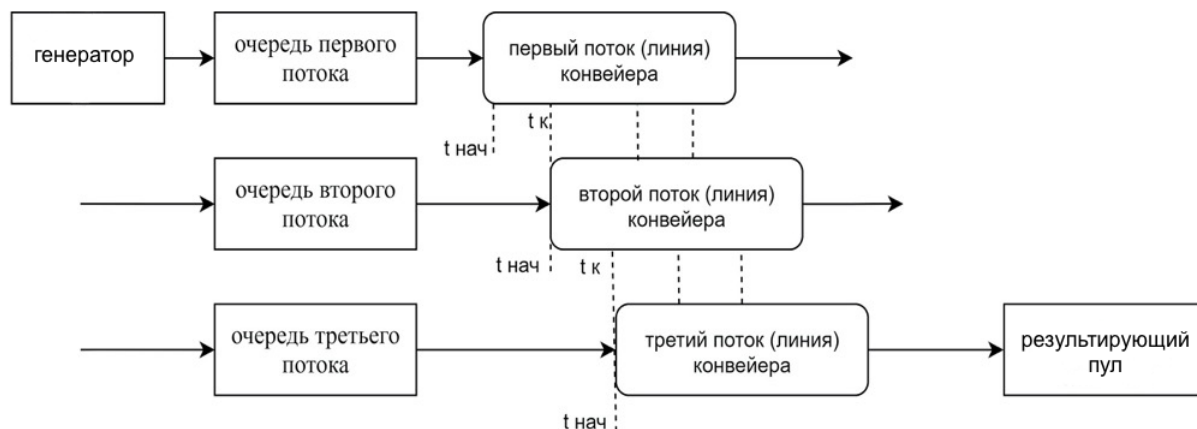 генератор
очередь первого
потока
первый поток (линия)
конвейера
t к
t нач
очередь второго
потока
второй поток (линия)
конвейера
t нач
t к
очередь третьего
потока
третий поток (линия)
конвейера
результирующий
пул
t нач